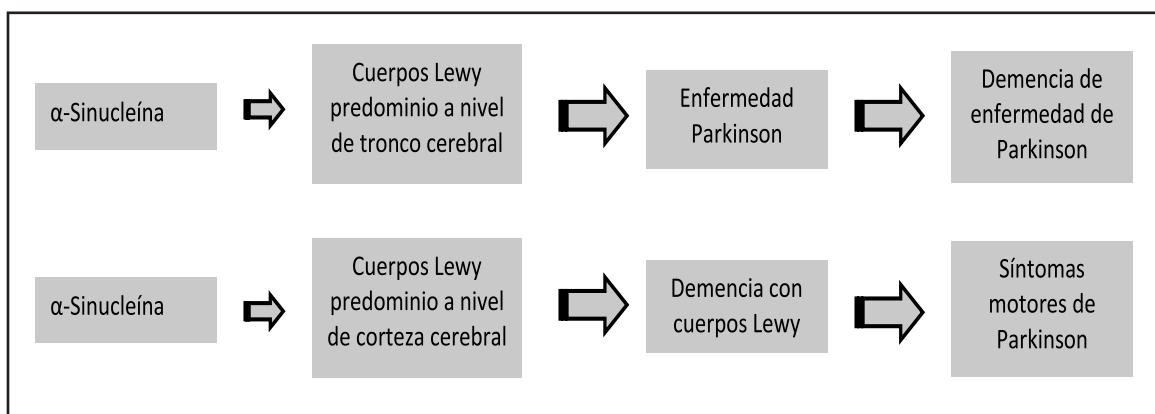 α-Sinucleína
Cuerpos Lewy
predominio a nivel
de tronco cerebral
Enfermedad
Parkinson
Demencia de
enfermedad de
Parkinson
α-Sinucleína
Cuerpos Lewy
predominio a nivel
de corteza cerebral
Demencia con
cuerpos Lewy
Síntomas
motores de
Parkinson